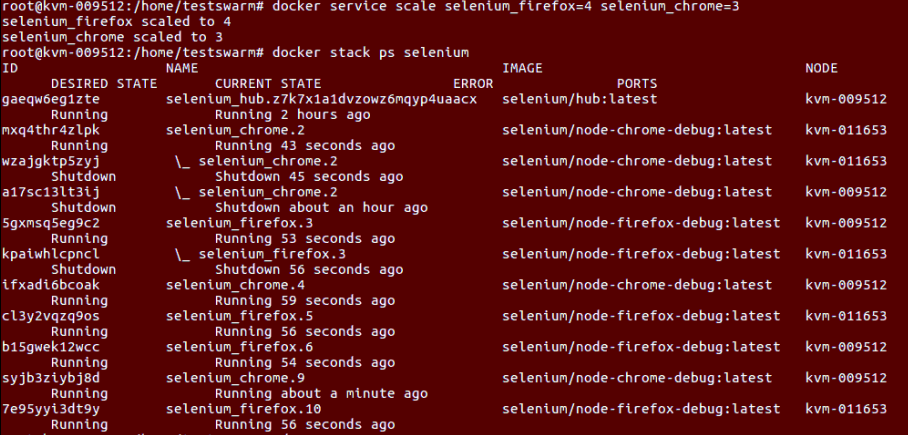 root@kvm-009512:/home/testswarm# docker service scale selenium_firefox=4 selenium_chrome=3
selenium_firefox scaled to 4
selenium_chrome scaled to 3
root@kvm-009512:/home/testswarm# docker stack ps selenium
ID NAME IMAGE NODE
DESIRED STATE CURRENT STATE ERROR PORTS
gaeqw6eg1zte selenium_hub.z7k7x1a1dvzowz6mqyp4uaacx selenium/hub:latest kvm-009512
Running Running 2 hours ago
mxq4thr4zlpk selenium_chrome.2 selenium/node-chrome-debug:latest kvm-011653
Running Running 43 seconds ago
wzajgktp5zyj \_ selenium_chrome.2 selenium/node-chrome-debug:latest kvm-011653
Shutdown Shutdown 45 seconds ago
a17sc13lt3ij \_ selenium_chrome.2 selenium/node-chrome-debug:latest kvm-009512
Shutdown Shutdown about an hour ago
5gxmsq5eg9c2 selenium_firefox.3 selenium/node-firefox-debug:latest kvm-009512
Running Running 53 seconds ago
kpaiwhlcpncl \_ selenium_firefox.3 selenium/node-firefox-debug:latest kvm-011653
Shutdown Shutdown 56 seconds ago
ifxadi6bcoak selenium_chrome.4 selenium/node-chrome-debug:latest kvm-009512
Running Running 59 seconds ago
cl3y2vqzq9os selenium_firefox.5 selenium/node-firefox-debug:latest kvm-011653
Running Running 56 seconds ago
b15gwek12wcc selenium_firefox.6 selenium/node-firefox-debug:latest kvm-009512
Running Running 54 seconds ago
syjb3ziybj8d selenium_chrome.9 selenium/node-chrome-debug:latest kvm-009512
Running Running about a minute ago
7e95yyi3dt9y selenium_firefox.10 selenium/node-firefox-debug:latest kvm-011653
Running Running 56 seconds ago